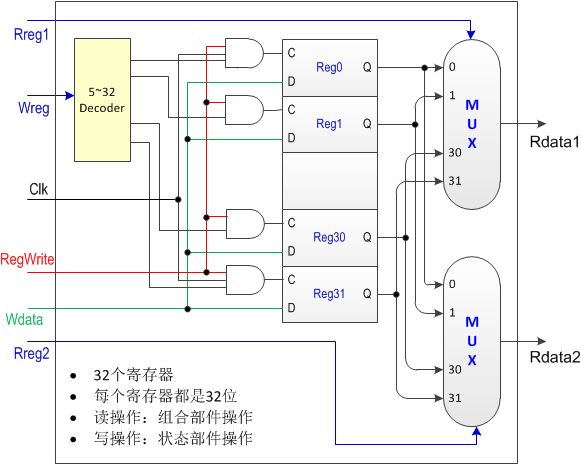 Rreg1
Wreg
Clk
RegWrite
Wdata
Rreg2
5~32
Decoder
C
D
Reg0
Q
C
D
Reg1
Q
C
D
Reg30
Q
C
D
Reg31
Q
0
1
30
31
M
U
X
Rdata1
0
1
30
31
M
U
X
Rdata2
• 32个寄存器
• 每个寄存器都是32位
• 读操作：组合部件操作
• 写操作：状态部件操作